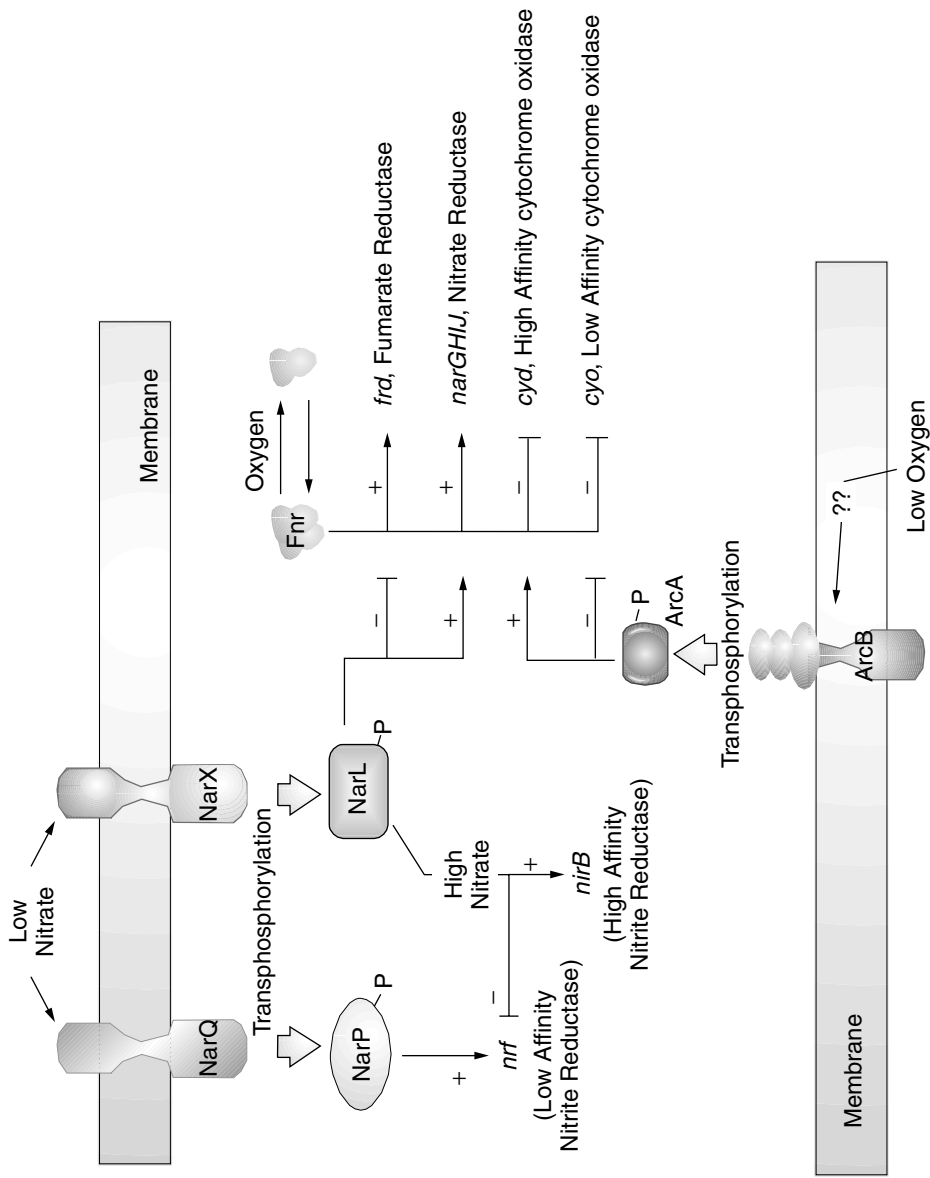 Low
Nitrate
Membrane
NarQ
NarX
Transphosphorylation
Oxygen
Fnr
NarP
P
NarL
P
frd, Fumarate Reductase
narGHIJ, Nitrate Reductase
cyd, High Affinity cytochrome oxidase
cyo, Low Affinity cytochrome oxidase
+
+
–
–
–
+
+
–
High
Nitrate
+
–
+
nrf
(Low Affinity
Nitrite Reductase)
nirB
(High Affinity
Nitrite Reductase)
P
ArcA
Transphosphorylation
ArcB
??
Membrane
Low Oxygen